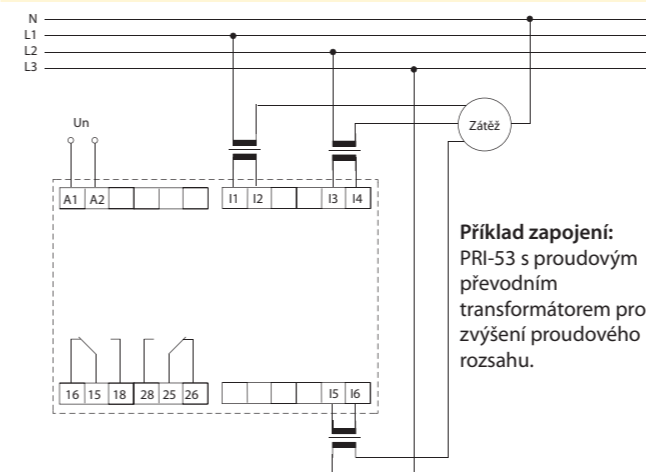 N
L1
L2
L3
Un
Zátěž
A1 A2 I1 I2 I3 I4
Příklad zapojení:
PRI-53 s proudovým
převodním
transformátorem pro
zvýšení proudového
rozsahu.
16 15 18 28 25 26 I5 I6